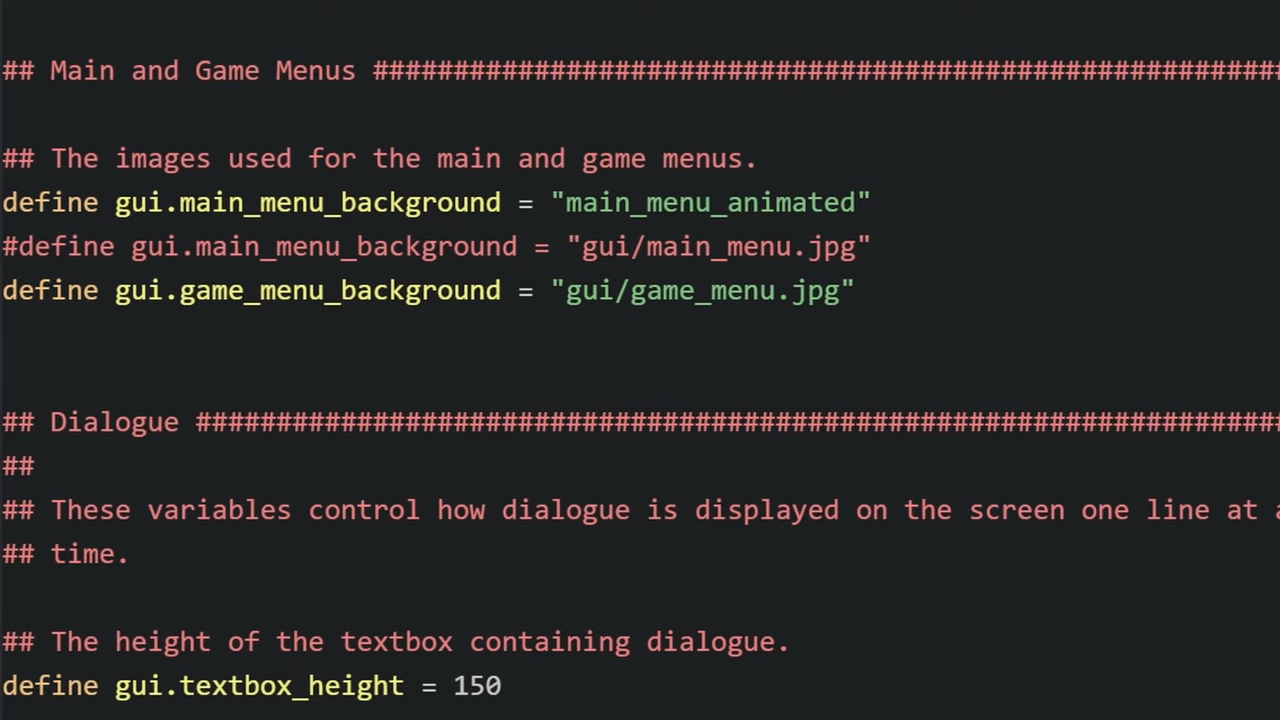 ## Main and Game Menus ########################################################
## The images used for the main and game menus.
define gui.main_menu_background = "main_menu_animated"
#define gui.main_menu_background = "gui/main_menu.jpg"
define gui.game_menu_background = "gui/game_menu.jpg"
## Dialogue ###################################################################
##
## These variables control how dialogue is displayed on the screen one line at a
## time.
## The height of the textbox containing dialogue.
define gui.textbox_height = 150